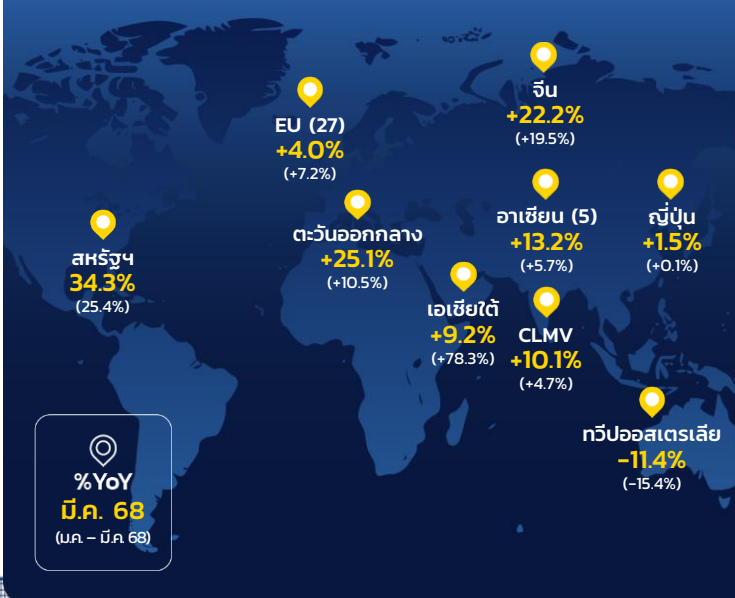 จีน
+22.2%
(+19.5%)
EU (27)
+4.0%
(+7.2%)
อาเซียน (5)
+13.2%
(+5.7%)
ญี่ปุ่น
+1.5%
(+0.1%)
ตะวันออกกลาง
+25.1%
(+10.5%)
สหรัฐฯ
34.3%
(25.4%)
เอเชียใต้
+9.2%
(+78.3%)
CLMV
+10.1%
(+4.7%)
ทวีปออสเตรเลีย
-11.4%
(-15.4%)
%YoY
มี.ค. 68
(ม.ค. – มี.ค. 68)